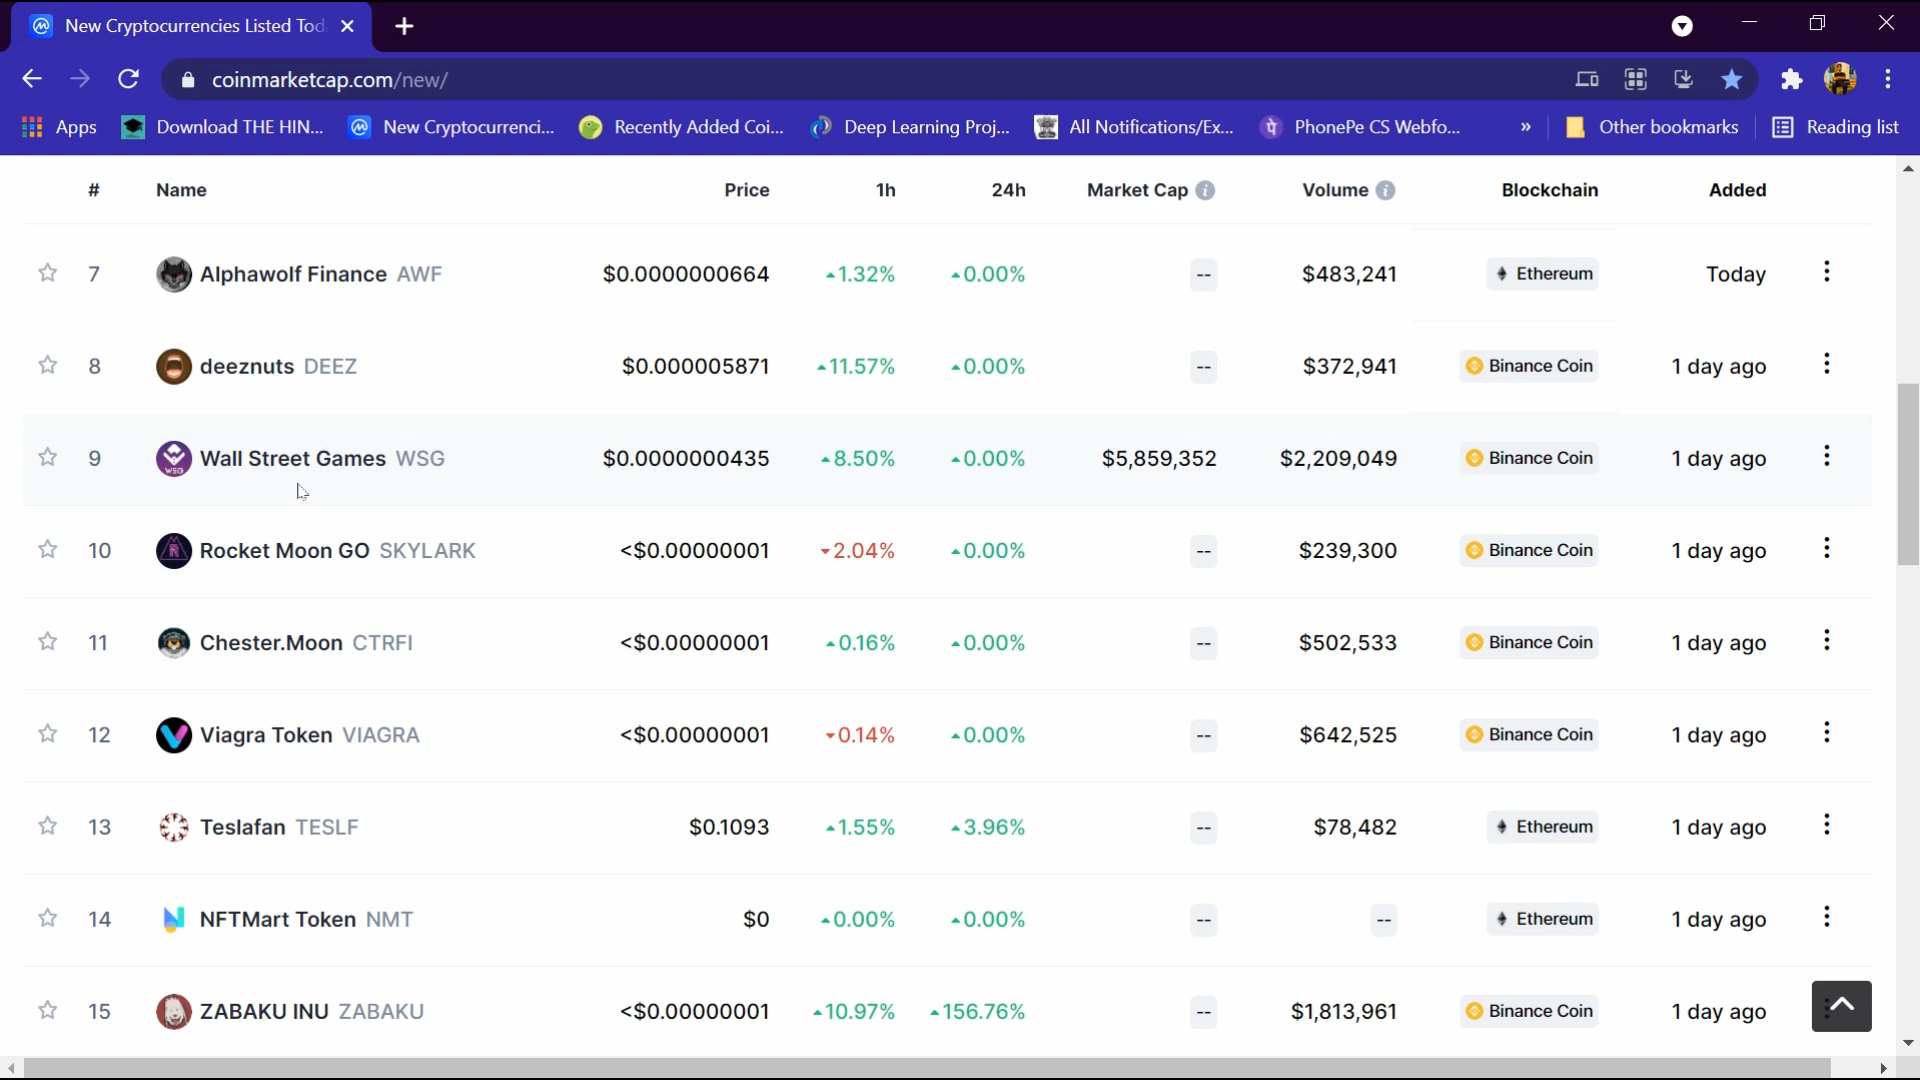 New Cryptocurrencies Listed Tod
coinmarketcap.com/new/
Apps Download THE HIN... New Cryptocurrenci... Recently Added Coi... Deep Learning Proj... All Notifications/Ex... PhonePe CS Webfo... » Other bookmarks Reading list
# Name Price 1h 24h Market Cap Volume Blockchain Added
7 Alphawolf Finance AWF $0.0000000664 1.32% 0.00% -- $483,241 Ethereum Today
8 deeznuts DEEZ $0.000005871 11.57% 0.00% -- $372,941 Binance Coin 1 day ago
9 WSG Wall Street Games WSG $0.0000000435 8.50% 0.00% $5,859,352 $2,209,049 Binance Coin 1 day ago
10 Rocket Moon GO SKYLARK <$0.00000001 2.04% 0.00% -- $239,300 Binance Coin 1 day ago
11 Chester.Moon CTRFI <$0.00000001 0.16% 0.00% -- $502,533 Binance Coin 1 day ago
12 Viagra Token VIAGRA <$0.00000001 0.14% 0.00% -- $642,525 Binance Coin 1 day ago
13 Teslafan TESLF $0.1093 1.55% 3.96% -- $78,482 Ethereum 1 day ago
14 NFTMart Token NMT $0 0.00% 0.00% -- -- Ethereum 1 day ago
15 ZABAKU INU ZABAKU <$0.00000001 10.97% 156.76% -- $1,813,961 Binance Coin 1 day ago